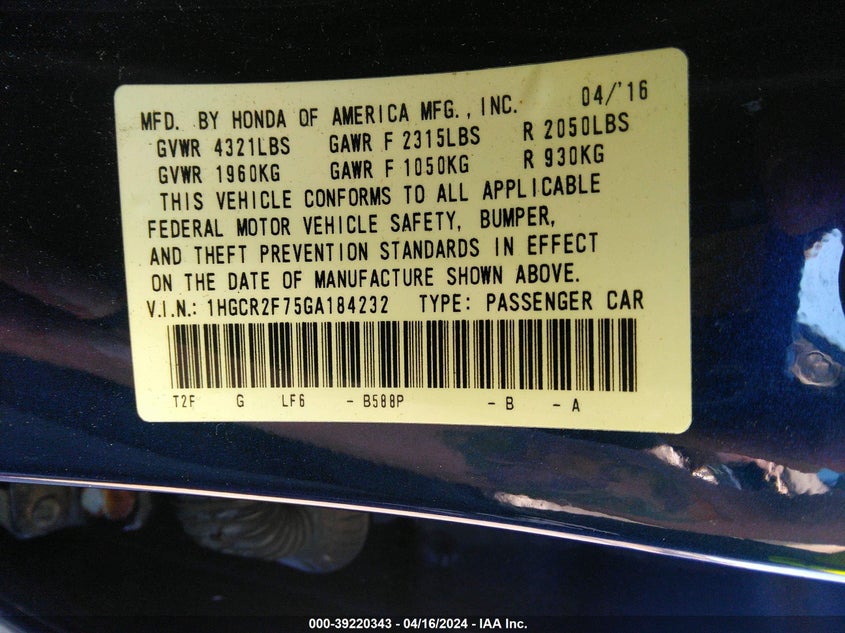 MFD. BY HONDA OF AMERICA MFG., INC. 04/'16
GVWR 4321LBS GAWR F 2315LBS R 2050LBS
GVWR 1960KG GAWR F 1050KG R 930KG
THIS VEHICLE CONFORMS TO ALL APPLICABLE
FEDERAL MOTOR VEHICLE SAFETY, BUMPER,
AND THEFT PREVENTION STANDARDS IN EFFECT
ON THE DATE OF MANUFACTURE SHOWN ABOVE.
V.I.N.: 1HGCR2F75GA184232 TYPE: PASSENGER CAR
T2F G LF6 - B588P - B - A
000-39220343 - 04/16/2024 - IAA Inc.